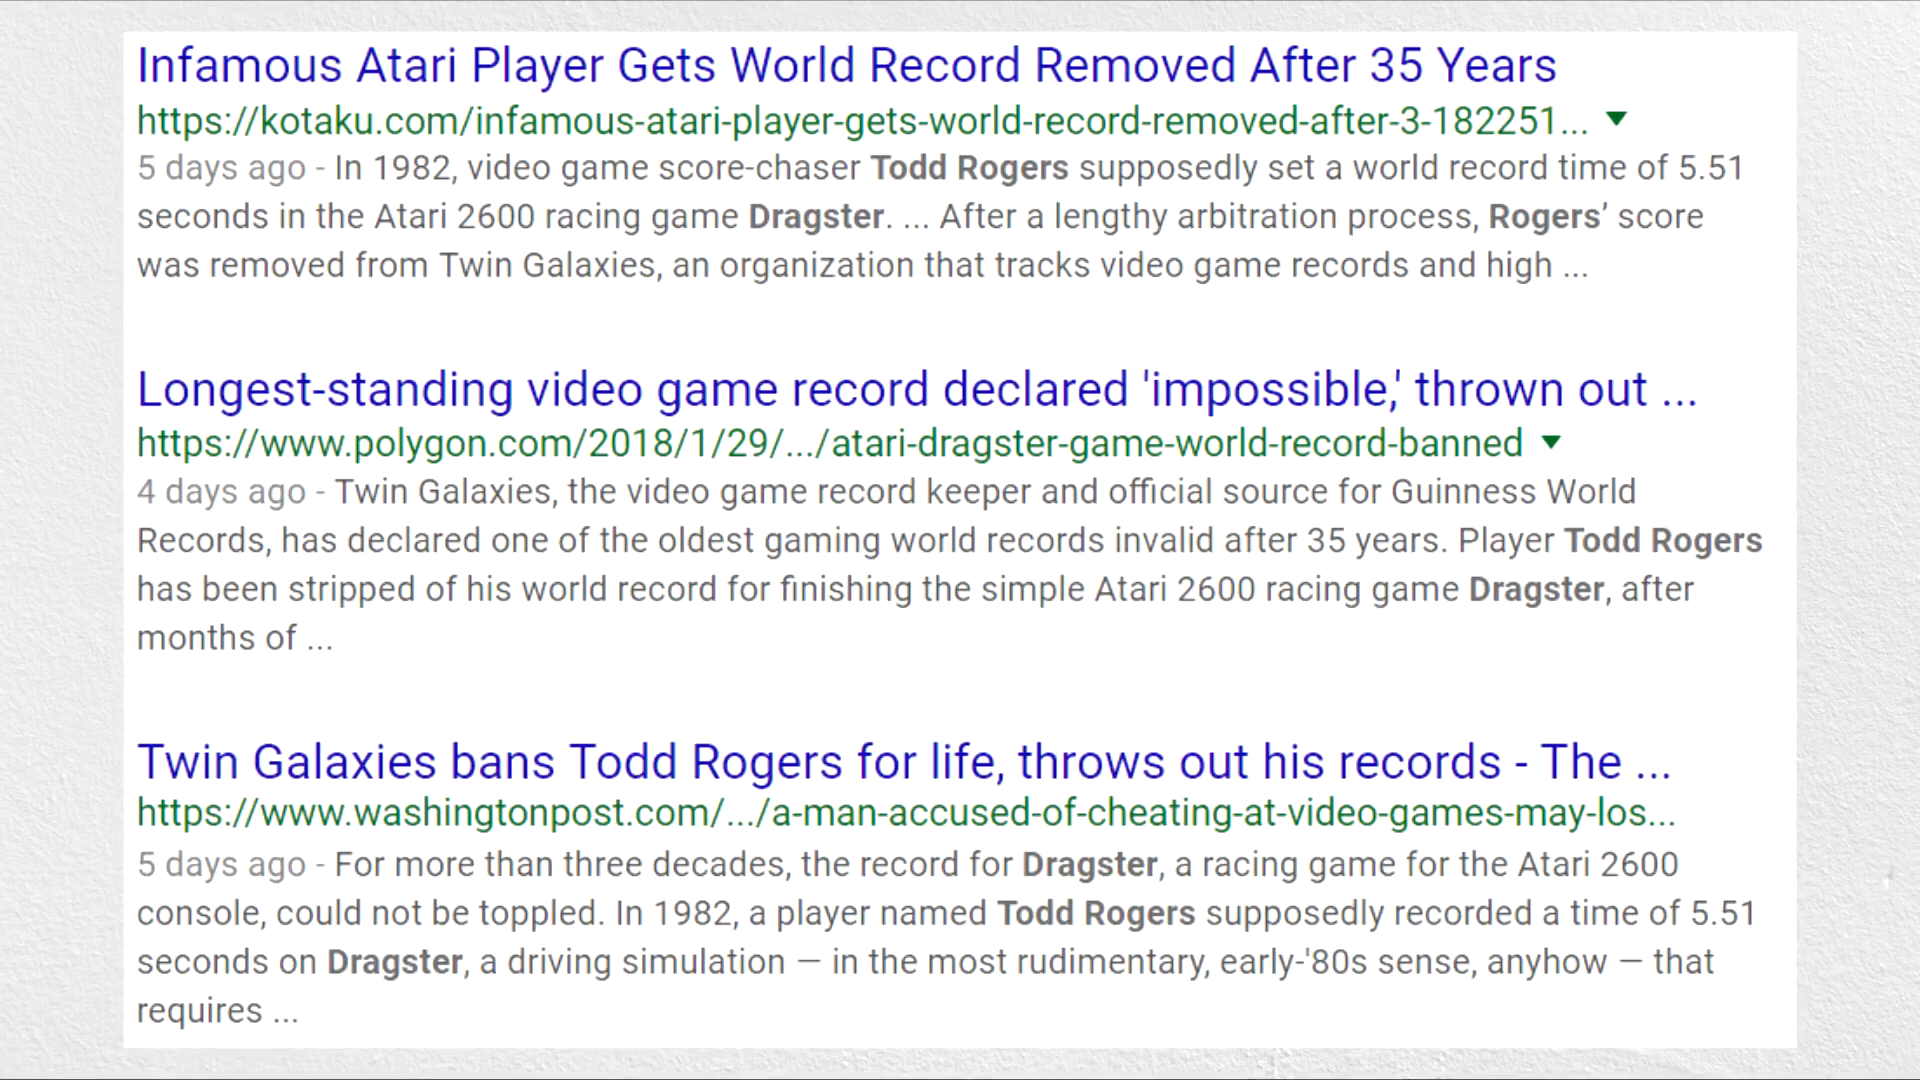 Infamous Atari Player Gets World Record Removed After 35 Years
https://kotaku.com/infamous-atari-player-gets-world-record-removed-after-3-182251...
5 days ago - In 1982, video game score-chaser Todd Rogers supposedly set a world record time of 5.51
seconds in the Atari 2600 racing game Dragster. ... After a lengthy arbitration process, Rogers’ score
was removed from Twin Galaxies, an organization that tracks video game records and high ...
Longest-standing video game record declared 'impossible,' thrown out ...
https://www.polygon.com/2018/1/29/.../atari-dragster-game-world-record-banned
4 days ago - Twin Galaxies, the video game record keeper and official source for Guinness World
Records, has declared one of the oldest gaming world records invalid after 35 years. Player Todd Rogers
has been stripped of his world record for finishing the simple Atari 2600 racing game Dragster, after
months of ...
Twin Galaxies bans Todd Rogers for life, throws out his records - The ...
https://www.washingtonpost.com/.../a-man-accused-of-cheating-at-video-games-may-los...
5 days ago - For more than three decades, the record for Dragster, a racing game for the Atari 2600
console, could not be toppled. In 1982, a player named Todd Rogers supposedly recorded a time of 5.51
seconds on Dragster, a driving simulation — in the most rudimentary, early-'80s sense, anyhow — that
requires ...